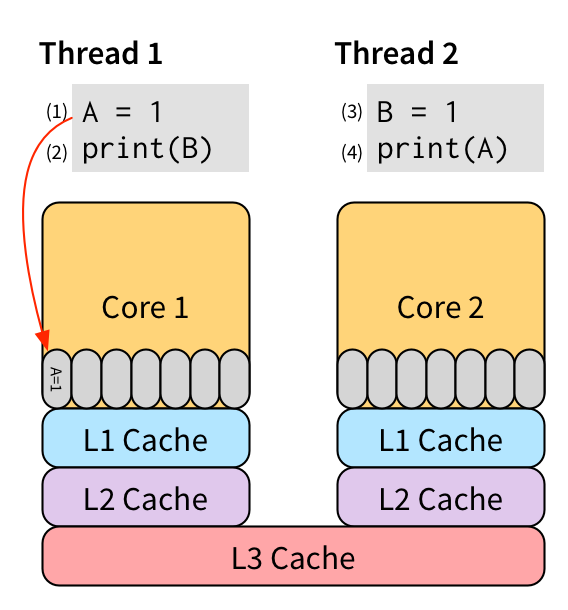 Thread 1
Thread 2
(1) A = 1
(2) print(B)
(3) B = 1
(4) print(A)
Core 1
Core 2
A=1
L1 Cache
L1 Cache
L2 Cache
L2 Cache
L3 Cache